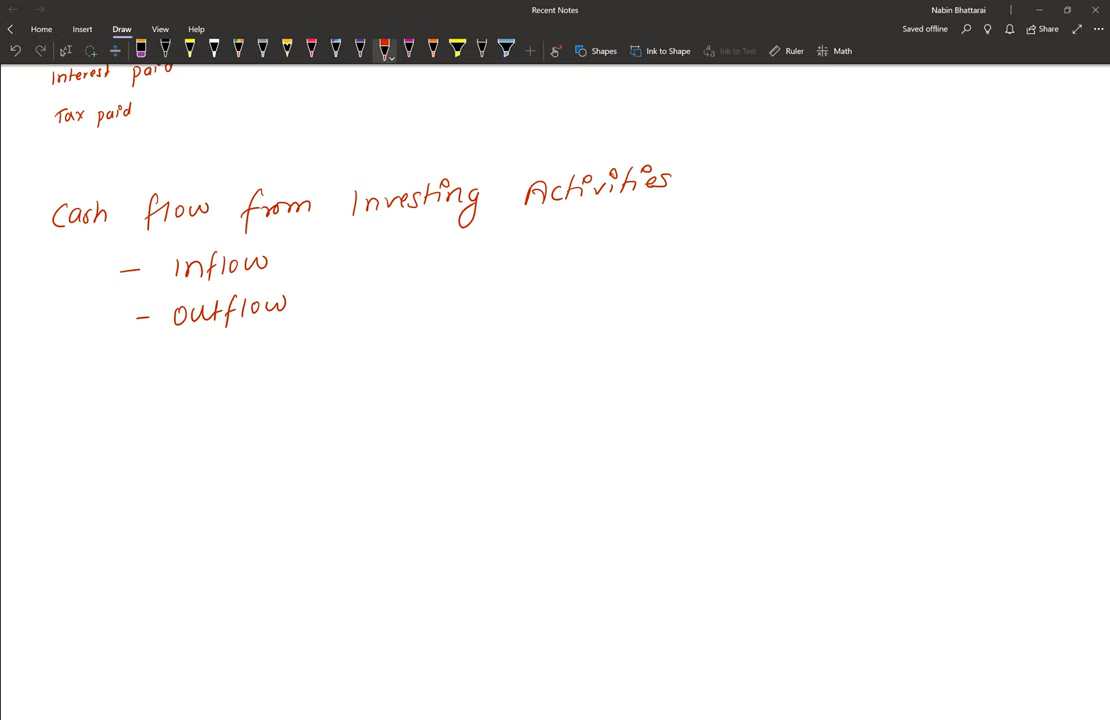 Recent Notes
Nabin Bhattarai
Home Insert Draw View Help
Saved offline
Share
Shapes
Ink to Shape
Ink to Text
Ruler
Math
Interest paid
Tax paid
Cash flow from Investing Activities
- Inflow
- Outflow